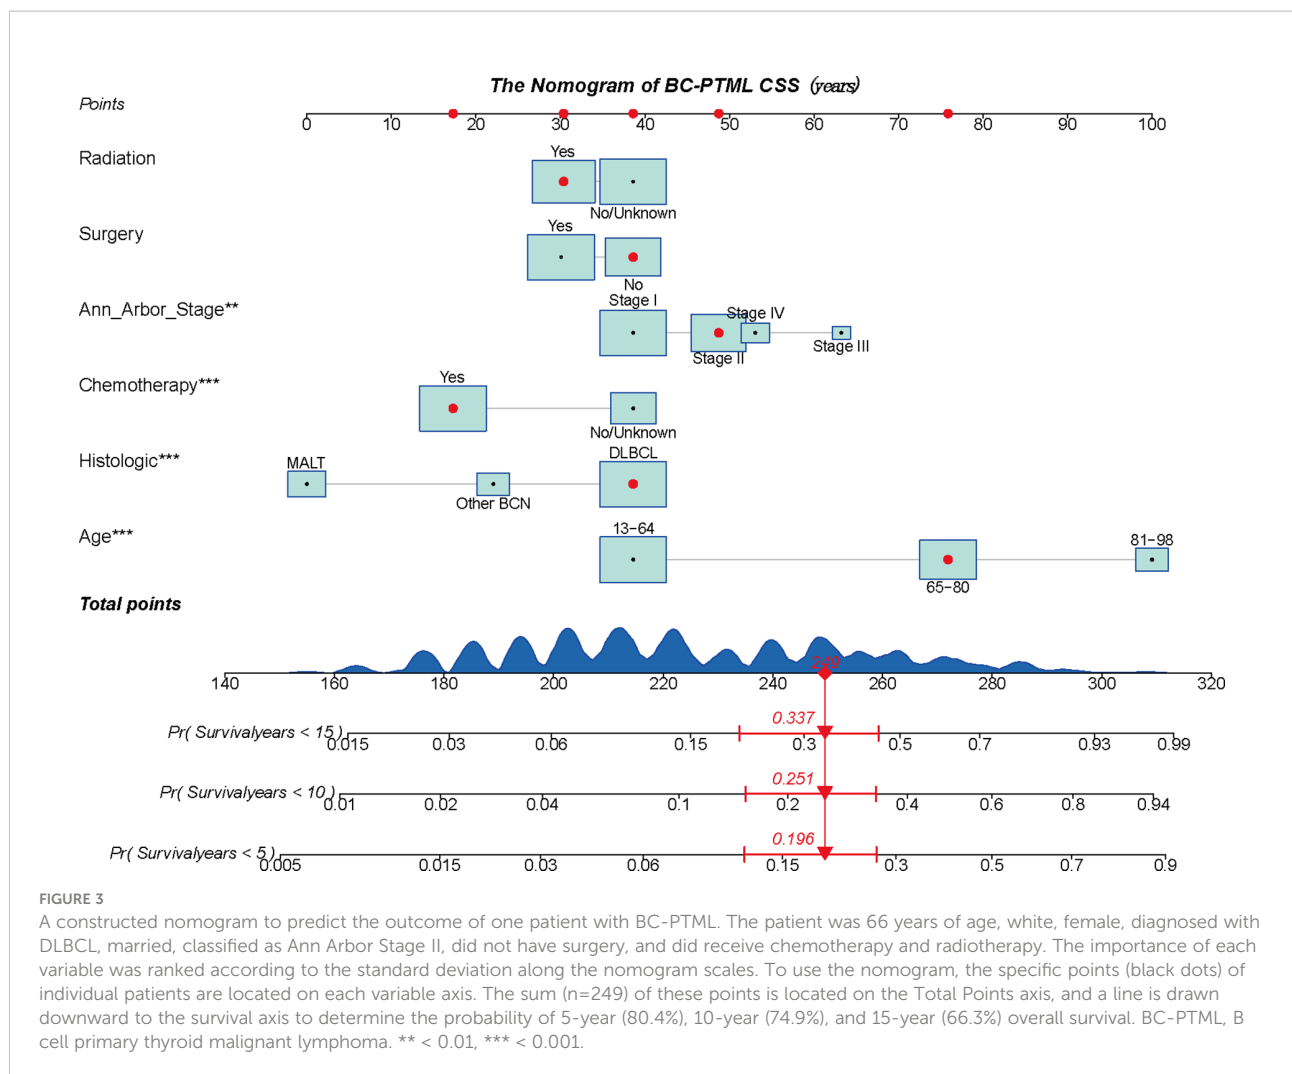 The Nomogram of BC-PTML CSS (years)
Points
0 10 20 30 40 50 60 70 80 90 100
Radiation
Yes
No/Unknown
Surgery
Yes
No
Ann_Arbor_Stage**
Stage I
Stage II
Stage IV
Stage III
Chemotherapy***
Yes
No/Unknown
Histologic***
MALT
Other BCN
DLBCL
Age***
13-64
65-80
81-98
Total points
249
140 160 180 200 220 240 260 280 300 320
0.337
Pr( Survivalyears < 15 )
0.015 0.03 0.06 0.15 0.3 0.5 0.7 0.93 0.99
0.251
Pr( Survivalyears < 10 )
0.01 0.02 0.04 0.1 0.2 0.4 0.6 0.8 0.94
0.196
Pr( Survivalyears < 5 )
0.005 0.015 0.03 0.06 0.15 0.3 0.5 0.7 0.9
FIGURE 3
A constructed nomogram to predict the outcome of one patient with BC-PTML. The patient was 66 years of age, white, female, diagnosed with
DLBCL, married, classified as Ann Arbor Stage II, did not have surgery, and did receive chemotherapy and radiotherapy. The importance of each
variable was ranked according to the standard deviation along the nomogram scales. To use the nomogram, the specific points (black dots) of
individual patients are located on each variable axis. The sum (n=249) of these points is located on the Total Points axis, and a line is drawn
downward to the survival axis to determine the probability of 5-year (80.4%), 10-year (74.9%), and 15-year (66.3%) overall survival. BC-PTML, B
cell primary thyroid malignant lymphoma. ** < 0.01, *** < 0.001.